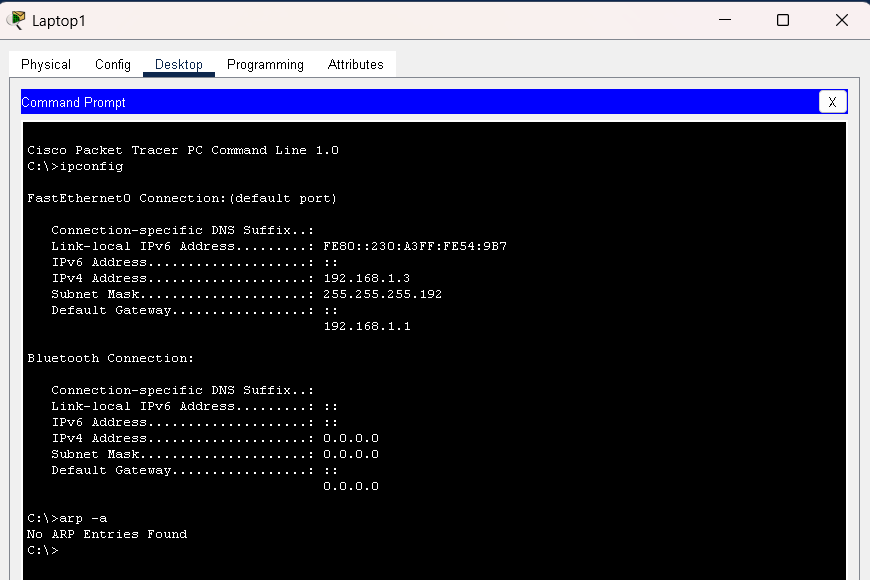 Laptop1
Physical Config Desktop Programming Attributes
Command Prompt X
Cisco Packet Tracer PC Command Line 1.0
C:\>ipconfig
FastEthernet0 Connection:(default port)
Connection-specific DNS Suffix..:
Link-local IPv6 Address.........: FE80::230:A3FF:FE54:9B7
IPv6 Address....................: ::
IPv4 Address....................: 192.168.1.3
Subnet Mask.....................: 255.255.255.192
Default Gateway.................: ::
192.168.1.1
Bluetooth Connection:
Connection-specific DNS Suffix..:
Link-local IPv6 Address.........: ::
IPv6 Address....................: ::
IPv4 Address....................: 0.0.0.0
Subnet Mask.....................: 0.0.0.0
Default Gateway.................: ::
0.0.0.0
C:\>arp -a
No ARP Entries Found
C:\>